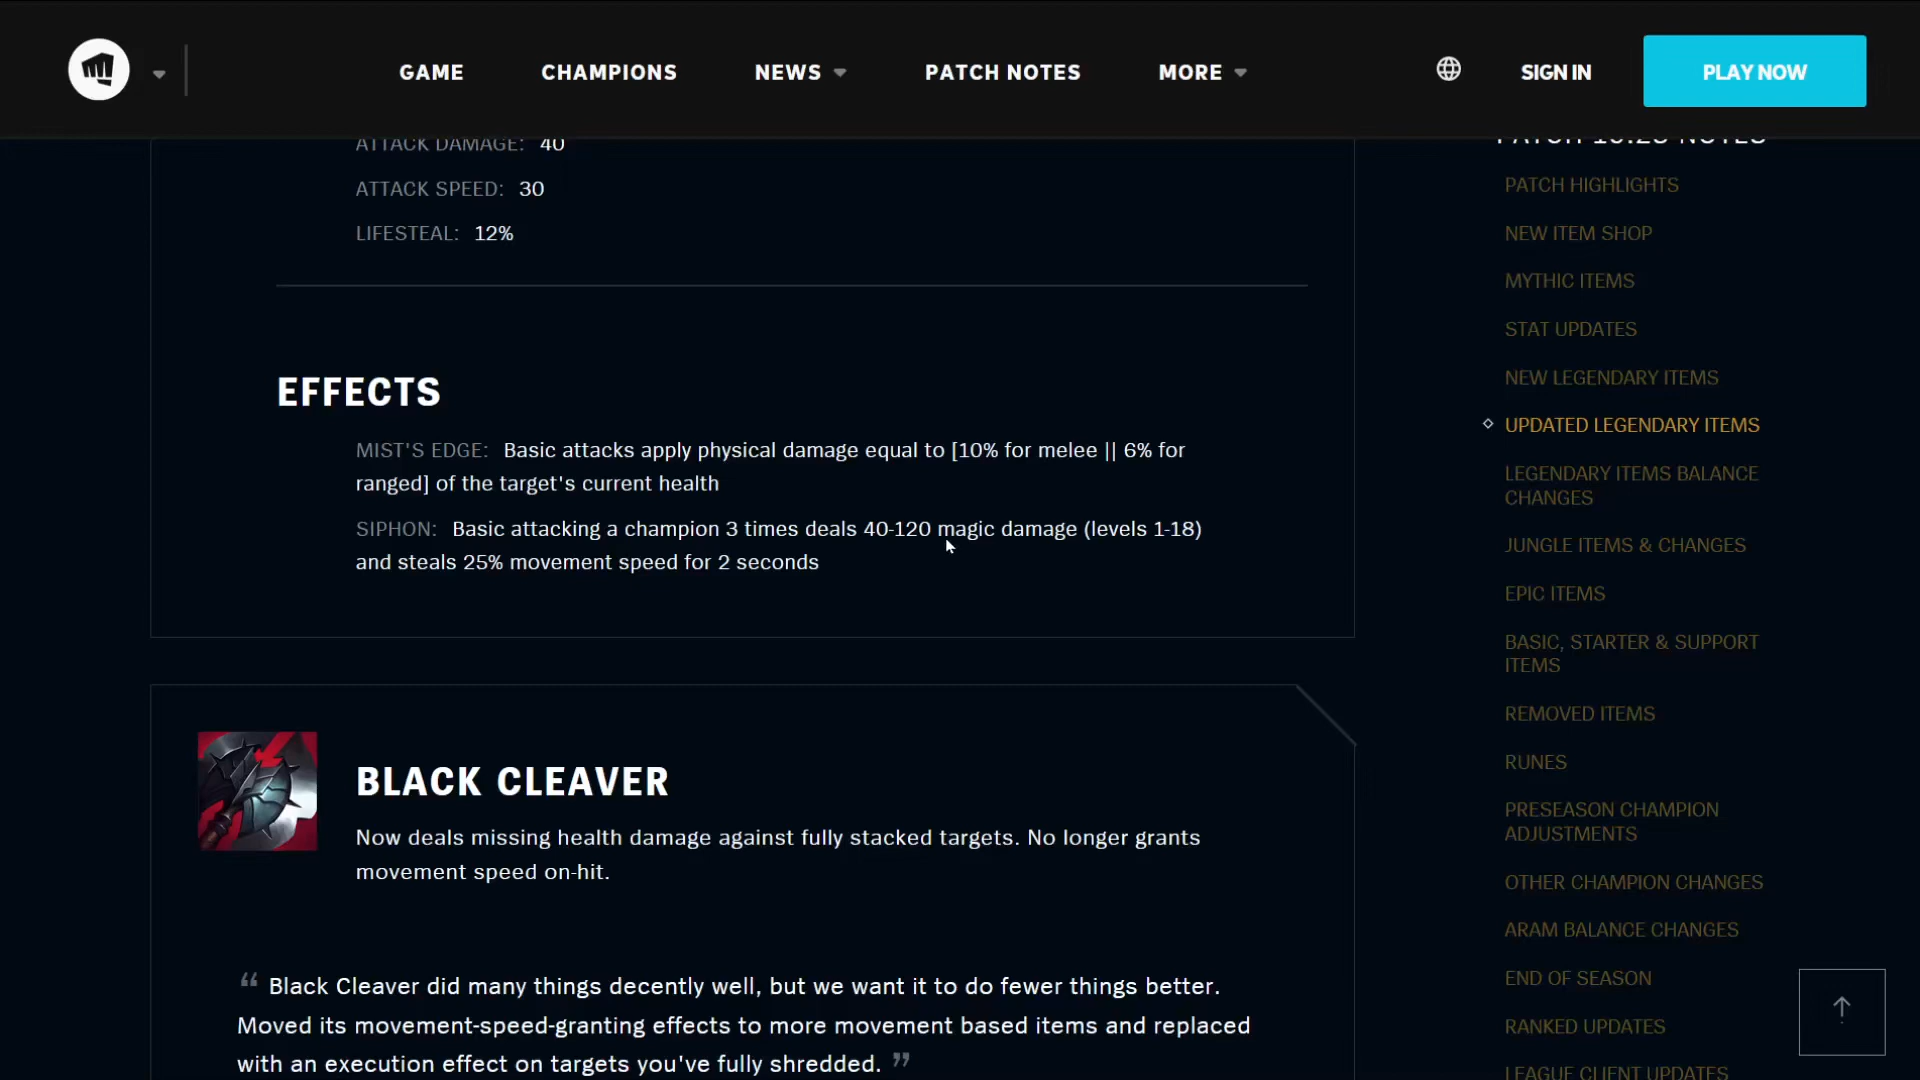 GAME
CHAMPIONS
NEWS
PATCH NOTES
MORE
SIGN IN
PLAY NOW
ATTACK DAMAGE: 40
ATTACK SPEED: 30
LIFESTEAL: 12%
EFFECTS
MIST'S EDGE: Basic attacks apply physical damage equal to [10% for melee || 6% for
ranged] of the target's current health
SIPHON: Basic attacking a champion 3 times deals 40-120 magic damage (levels 1-18)
and steals 25% movement speed for 2 seconds
BLACK CLEAVER
Now deals missing health damage against fully stacked targets. No longer grants
movement speed on-hit.
“ Black Cleaver did many things decently well, but we want it to do fewer things better.
Moved its movement-speed-granting effects to more movement based items and replaced
with an execution effect on targets you've fully shredded. ”
PATCH 10.23 NOTES
PATCH HIGHLIGHTS
NEW ITEM SHOP
MYTHIC ITEMS
STAT UPDATES
NEW LEGENDARY ITEMS
UPDATED LEGENDARY ITEMS
LEGENDARY ITEMS BALANCE
CHANGES
JUNGLE ITEMS & CHANGES
EPIC ITEMS
BASIC, STARTER & SUPPORT
ITEMS
REMOVED ITEMS
RUNES
PRESEASON CHAMPION
ADJUSTMENTS
OTHER CHAMPION CHANGES
ARAM BALANCE CHANGES
END OF SEASON
RANKED UPDATES
LEAGUE CLIENT UPDATES